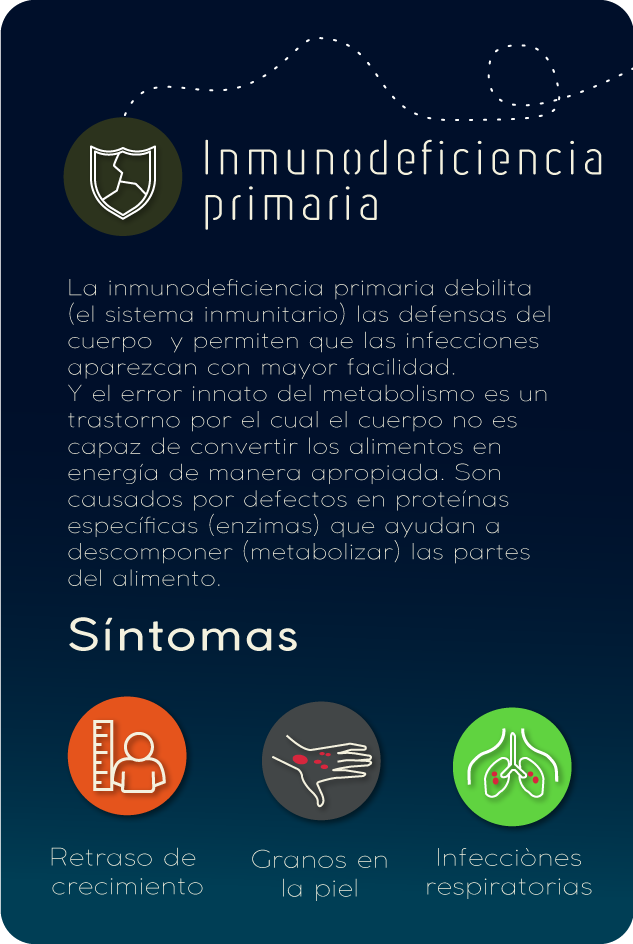 Inmunodeficiencia
primaria
La inmunodeficiencia primaria debilita
(el sistema inmunitario) las defensas del
cuerpo  y permiten que las infecciones
aparezcan con mayor facilidad.
Y el error innato del metabolismo es un
trastorno por el cual el cuerpo no es
capaz de convertir los alimentos en
energía de manera apropiada. Son
causados por defectos en proteínas
específicas (enzimas) que ayudan a
descomponer (metabolizar) las partes
del alimento.
Síntomas
Retraso de
crecimiento
Granos en
la piel
Infecciònes
respiratorias